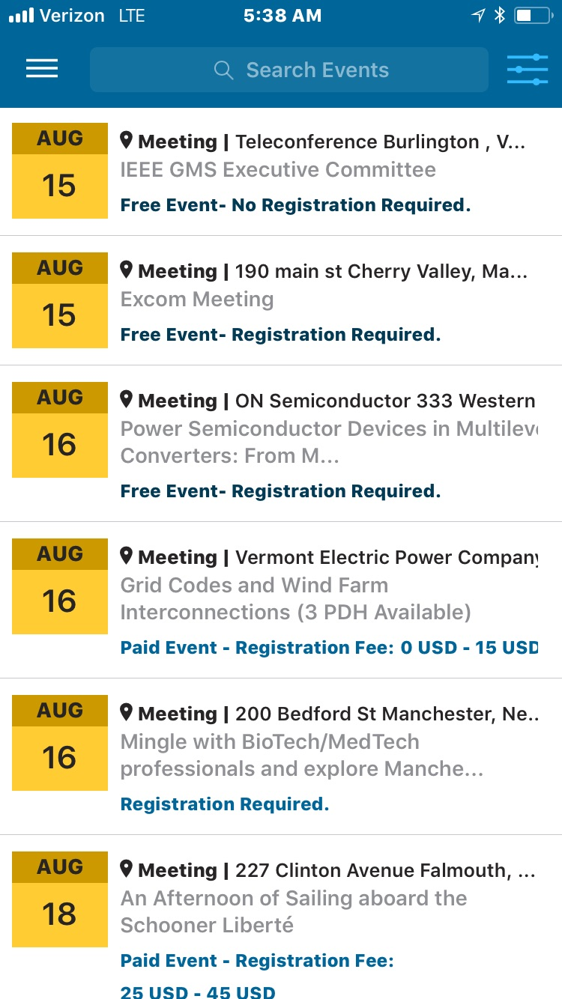 Verizon LTE 5:38 AM
Search Events
AUG
15
Meeting | Teleconference Burlington , V...
IEEE GMS Executive Committee
Free Event- No Registration Required.
AUG
15
Meeting | 190 main st Cherry Valley, Ma...
Excom Meeting
Free Event- Registration Required.
AUG
16
Meeting | ON Semiconductor 333 Western
Power Semiconductor Devices in Multileve
Converters: From M...
Free Event- Registration Required.
AUG
16
Meeting | Vermont Electric Power Company
Grid Codes and Wind Farm
Interconnections (3 PDH Available)
Paid Event - Registration Fee: 0 USD - 15 USD
AUG
16
Meeting | 200 Bedford St Manchester, Ne..
Mingle with BioTech/MedTech
professionals and explore Manche...
Registration Required.
AUG
18
Meeting | 227 Clinton Avenue Falmouth, ...
An Afternoon of Sailing aboard the
Schooner Liberté
Paid Event - Registration Fee:
25 USD - 45 USD